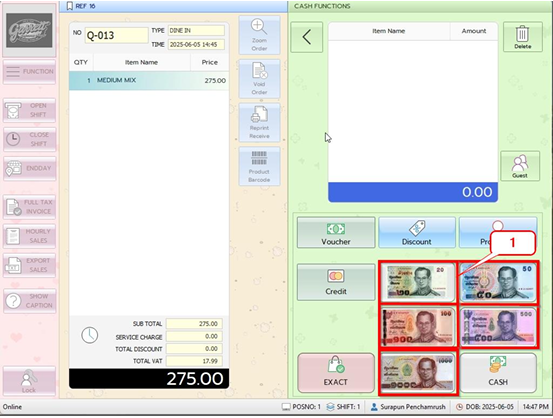 Garrett
REF 16
CASH FUNCTIONS
NO Q-013
TYPE DINE IN
TIME 2025-06-05 14:45
QTY Item Name Price
1 MEDIUM MIX 275.00
FUNCTION
OPEN SHIFT
CLOSE SHIFT
ENDDAY
FULL TAX INVOICE
HOURLY SALES
EXPORT SALES
SHOW CAPTION
Lock
Zoom Order
Void Order
Reprint Receive
Product Barcode
SUB TOTAL 275.00
SERVICE CHARGE 0.00
TOTAL DISCOUNT 0.00
TOTAL VAT 17.99
275.00
Item Name Amount
Delete
Guest
0.00
Voucher
Discount
1
Credit
20
50
100
500
1000
EXACT
CASH
Online
POSNO: 1 SHIFT: 1 Surapun Penchamrush DOB: 2025-06-05 14:47 PM